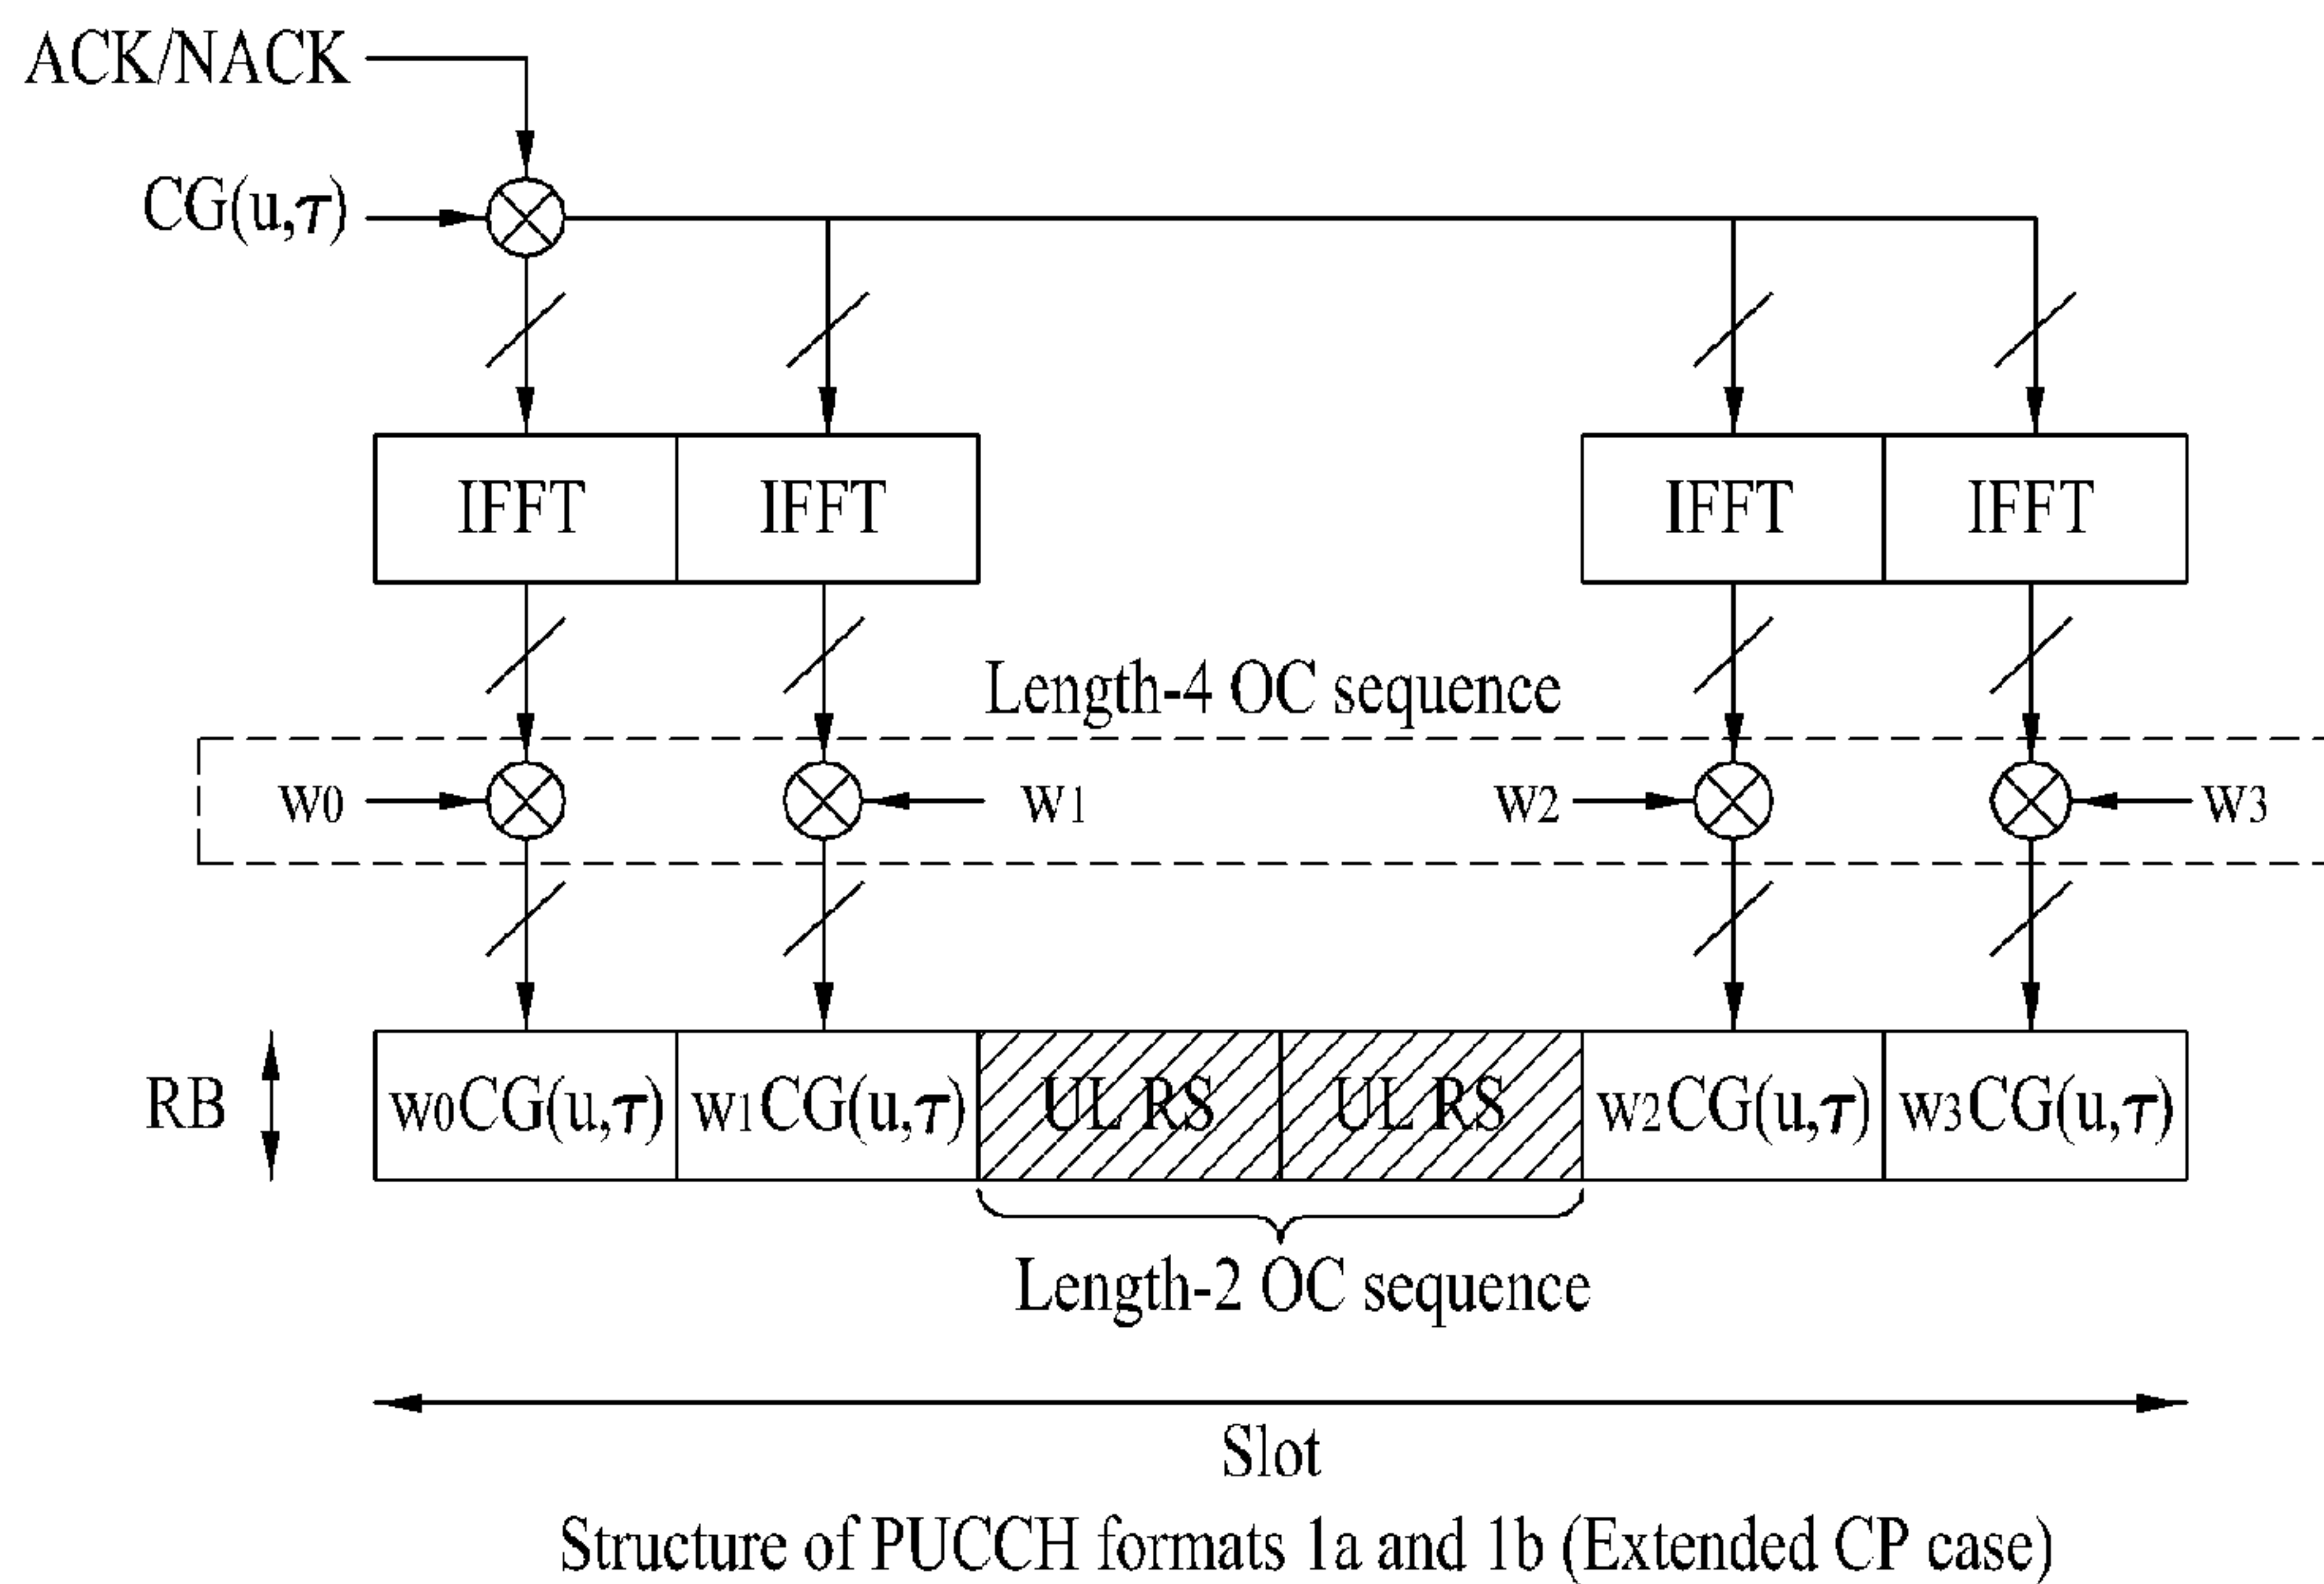 ACK/NACK
CG(u,τ)
IFFT IFFT IFFT IFFT
Length-4 OC sequence
w0 w1 w2 w3
RB w0CG(u,τ) w1CG(u,τ) UL RS UL RS w2CG(u,τ) w3CG(u,τ)
Length-2 OC sequence
Slot
Structure of PUCCH formats 1a and 1b (Extended CP case)